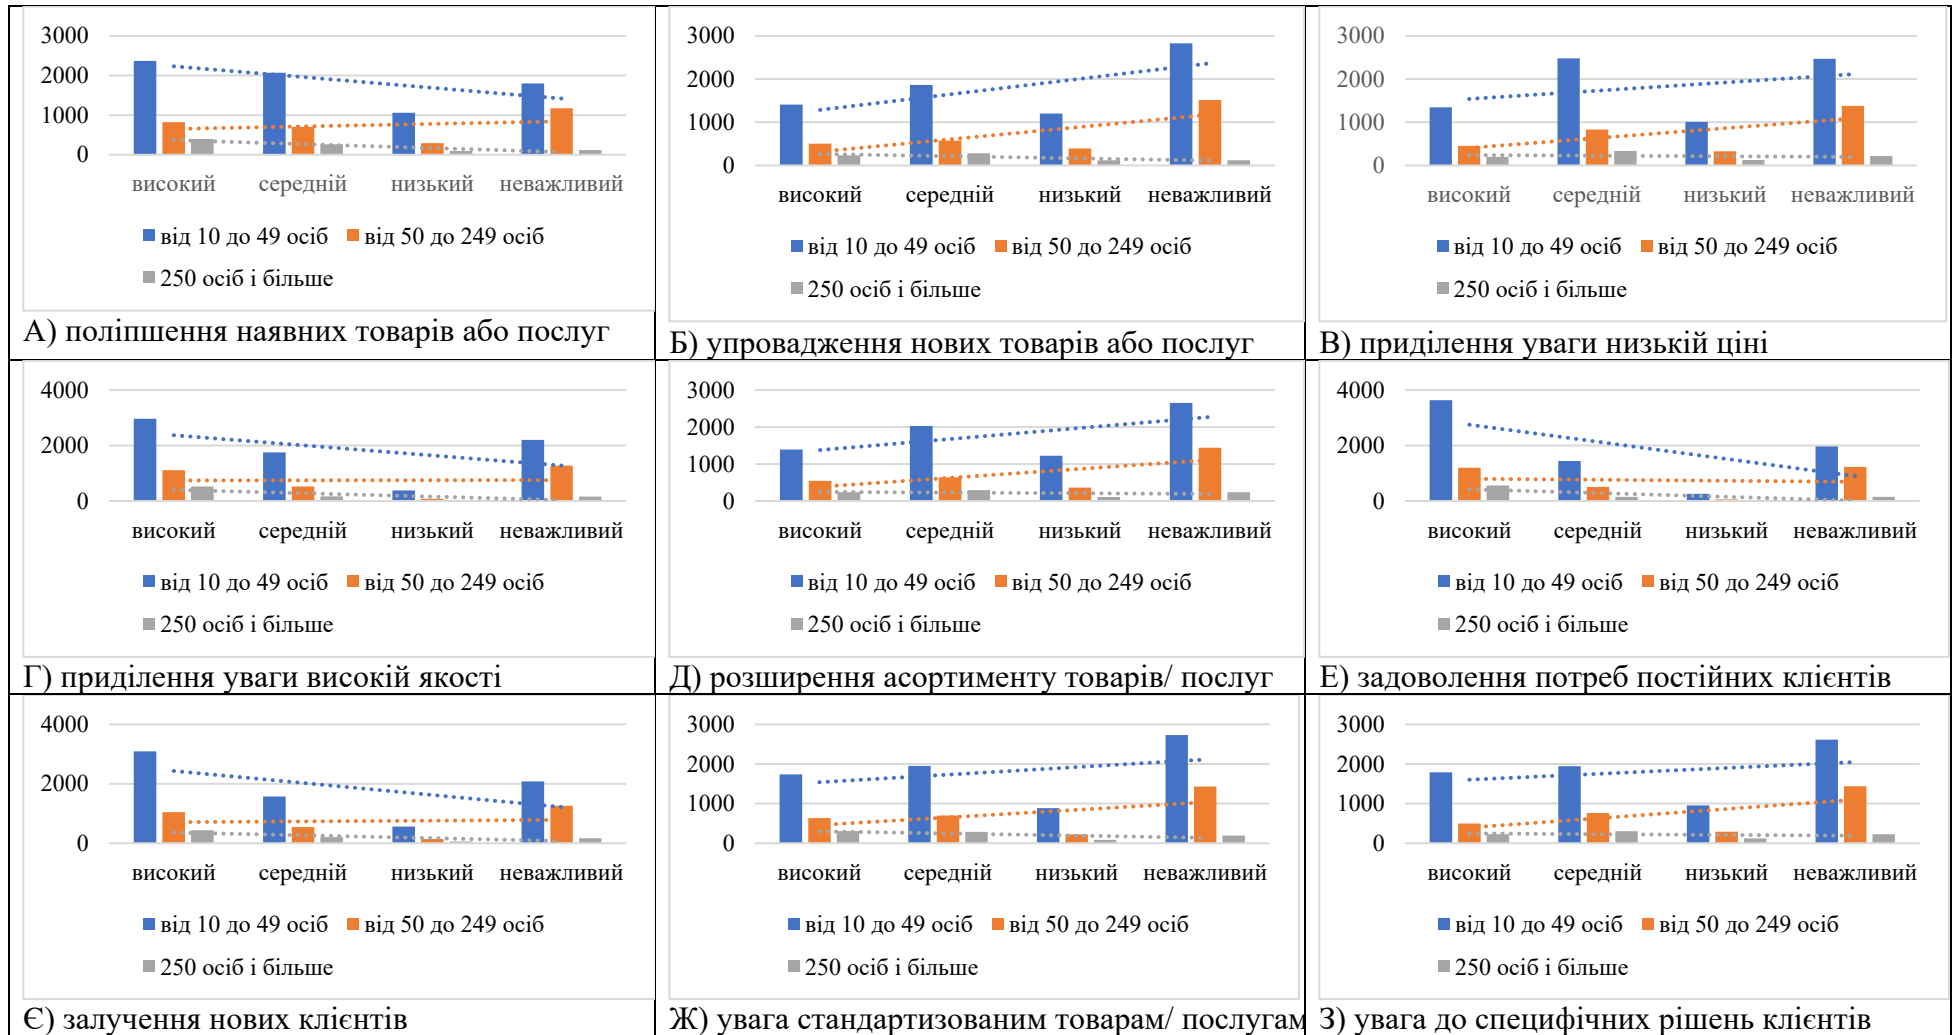 3000
2000
1000
0
високий середній низький неважливий
від 10 до 49 осіб від 50 до 249 осіб
250 осіб і більше
А) поліпшення наявних товарів або послуг
3000
2000
1000
0
високий середній низький неважливий
від 10 до 49 осіб від 50 до 249 осіб
250 осіб і більше
Б) упровадження нових товарів або послуг
3000
2000
1000
0
високий середній низький неважливий
від 10 до 49 осіб від 50 до 249 осіб
250 осіб і більше
В) приділення уваги низькій ціні
4000
2000
0
високий середній низький неважливий
від 10 до 49 осіб від 50 до 249 осіб
250 осіб і більше
Г) приділення уваги високій якості
3000
2000
1000
0
високий середній низький неважливий
від 10 до 49 осіб від 50 до 249 осіб
250 осіб і більше
Д) розширення асортименту товарів/ послуг
4000
2000
0
високий середній низький неважливий
від 10 до 49 осіб від 50 до 249 осіб
250 осіб і більше
Е) задоволення потреб постійних клієнтів
4000
2000
0
високий середній низький неважливий
від 10 до 49 осіб від 50 до 249 осіб
250 осіб і більше
Є) залучення нових клієнтів
3000
2000
1000
0
високий середній низький неважливий
від 10 до 49 осіб від 50 до 249 осіб
250 осіб і більше
Ж) увага стандартизованим товарам/ послугам
3000
2000
1000
0
високий середній низький неважливий
від 10 до 49 осіб від 50 до 249 осіб
250 осіб і більше
З) увага до специфічних рішень клієнтів